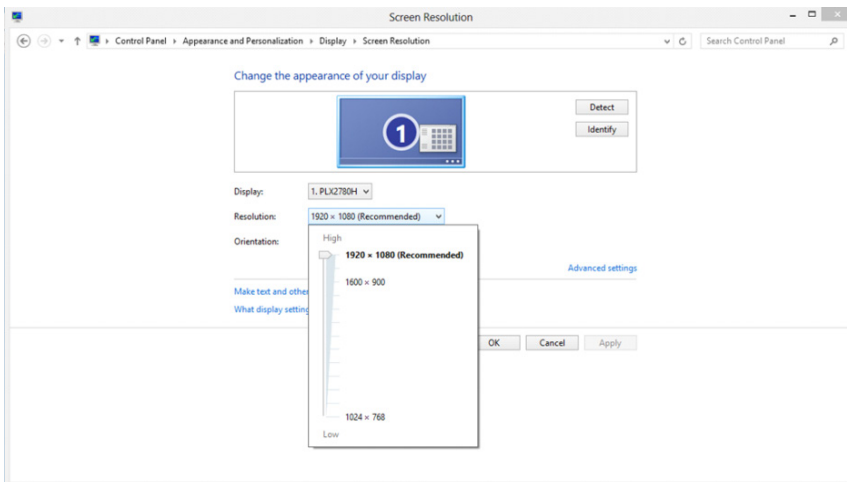 Screen Resolution
Control Panel Appearance and Personalization Display Screen Resolution
Search Control Panel
Change the appearance of your display
1
Detect
Identify
Display: 1. PLX2780H
Resolution: 1920 × 1080 (Recommended)
Orientation:
High
1920 × 1080 (Recommended)
1600 × 900
1024 × 768
Low
Advanced settings
Make text and othe
What display setting
OK Cancel Apply